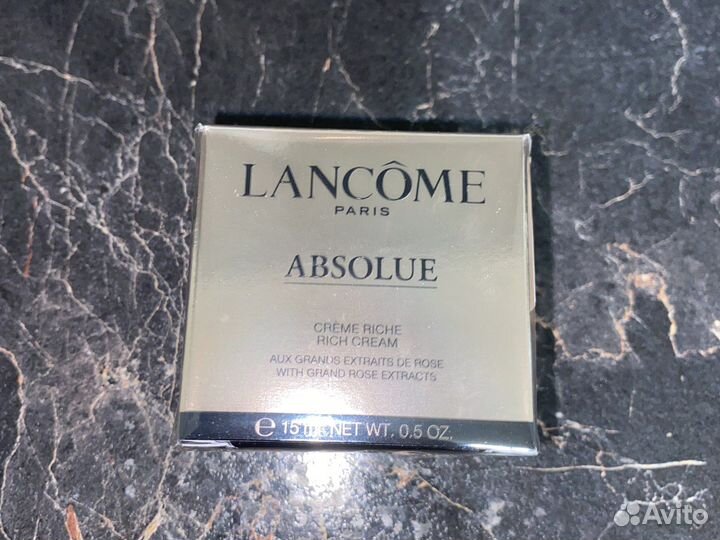 LANCÔME
PARIS
ABSOLUE
CRÈME RICHE
RICH CREAM
AUX GRANDS EXTRAITS DE ROSE
WITH GRAND ROSE EXTRACTS
℮ 15 NET WT. 0.5 OZ.
Avito